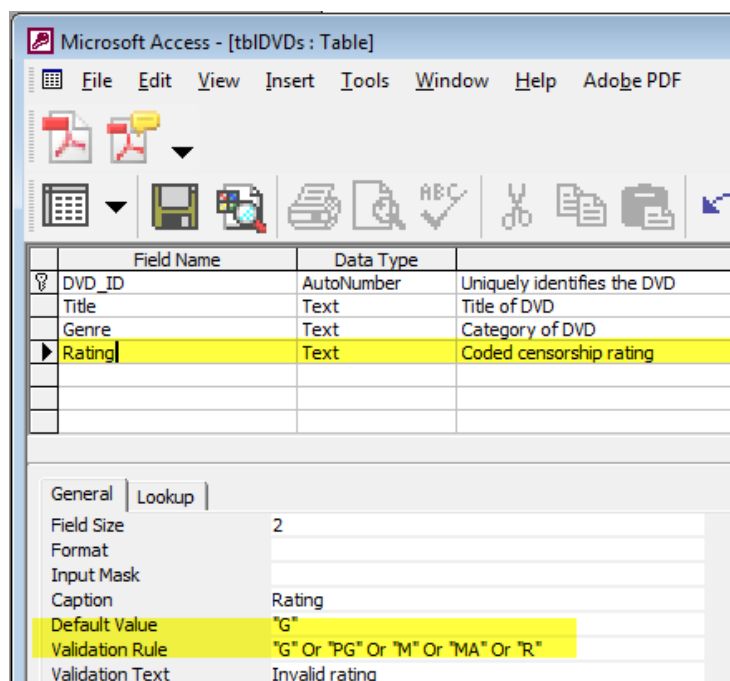 Microsoft Access - [tblDVDs : Table]
File Edit View Insert Tools Window Help Adobe PDF
ABC
Field Name Data Type
DVD_ID AutoNumber Uniquely identifies the DVD
Title Text Title of DVD
Genre Text Category of DVD
Rating Text Coded censorship rating
General Lookup
Field Size 2
Format
Input Mask
Caption Rating
Default Value "G"
Validation Rule "G" Or "PG" Or "M" Or "MA" Or "R"
Validation Text Invalid rating